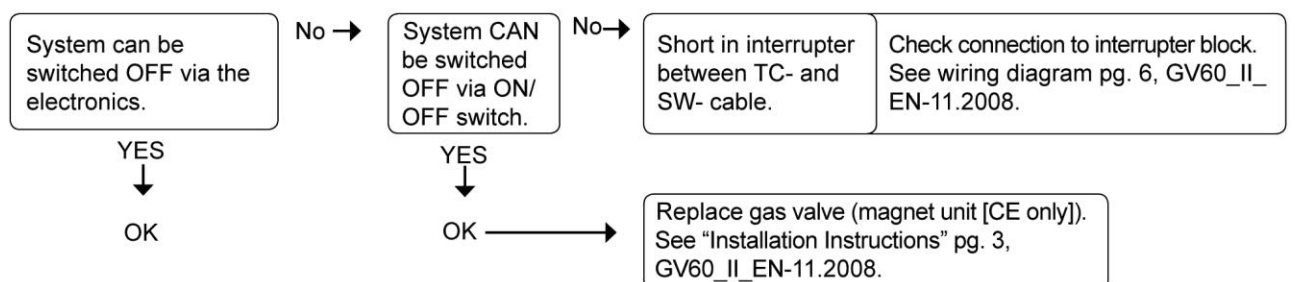 System can be
switched OFF via the
electronics.
No
System CAN
be switched
OFF via ON/
OFF switch.
No
Short in interrupter
between TC- and
SW- cable.
Check connection to interrupter block.
See wiring diagram pg. 6, GV60_II_
EN-11.2008.
YES
OK
YES
OK
Replace gas valve (magnet unit [CE only]).
See “Installation Instructions” pg. 3,
GV60_II_EN-11.2008.